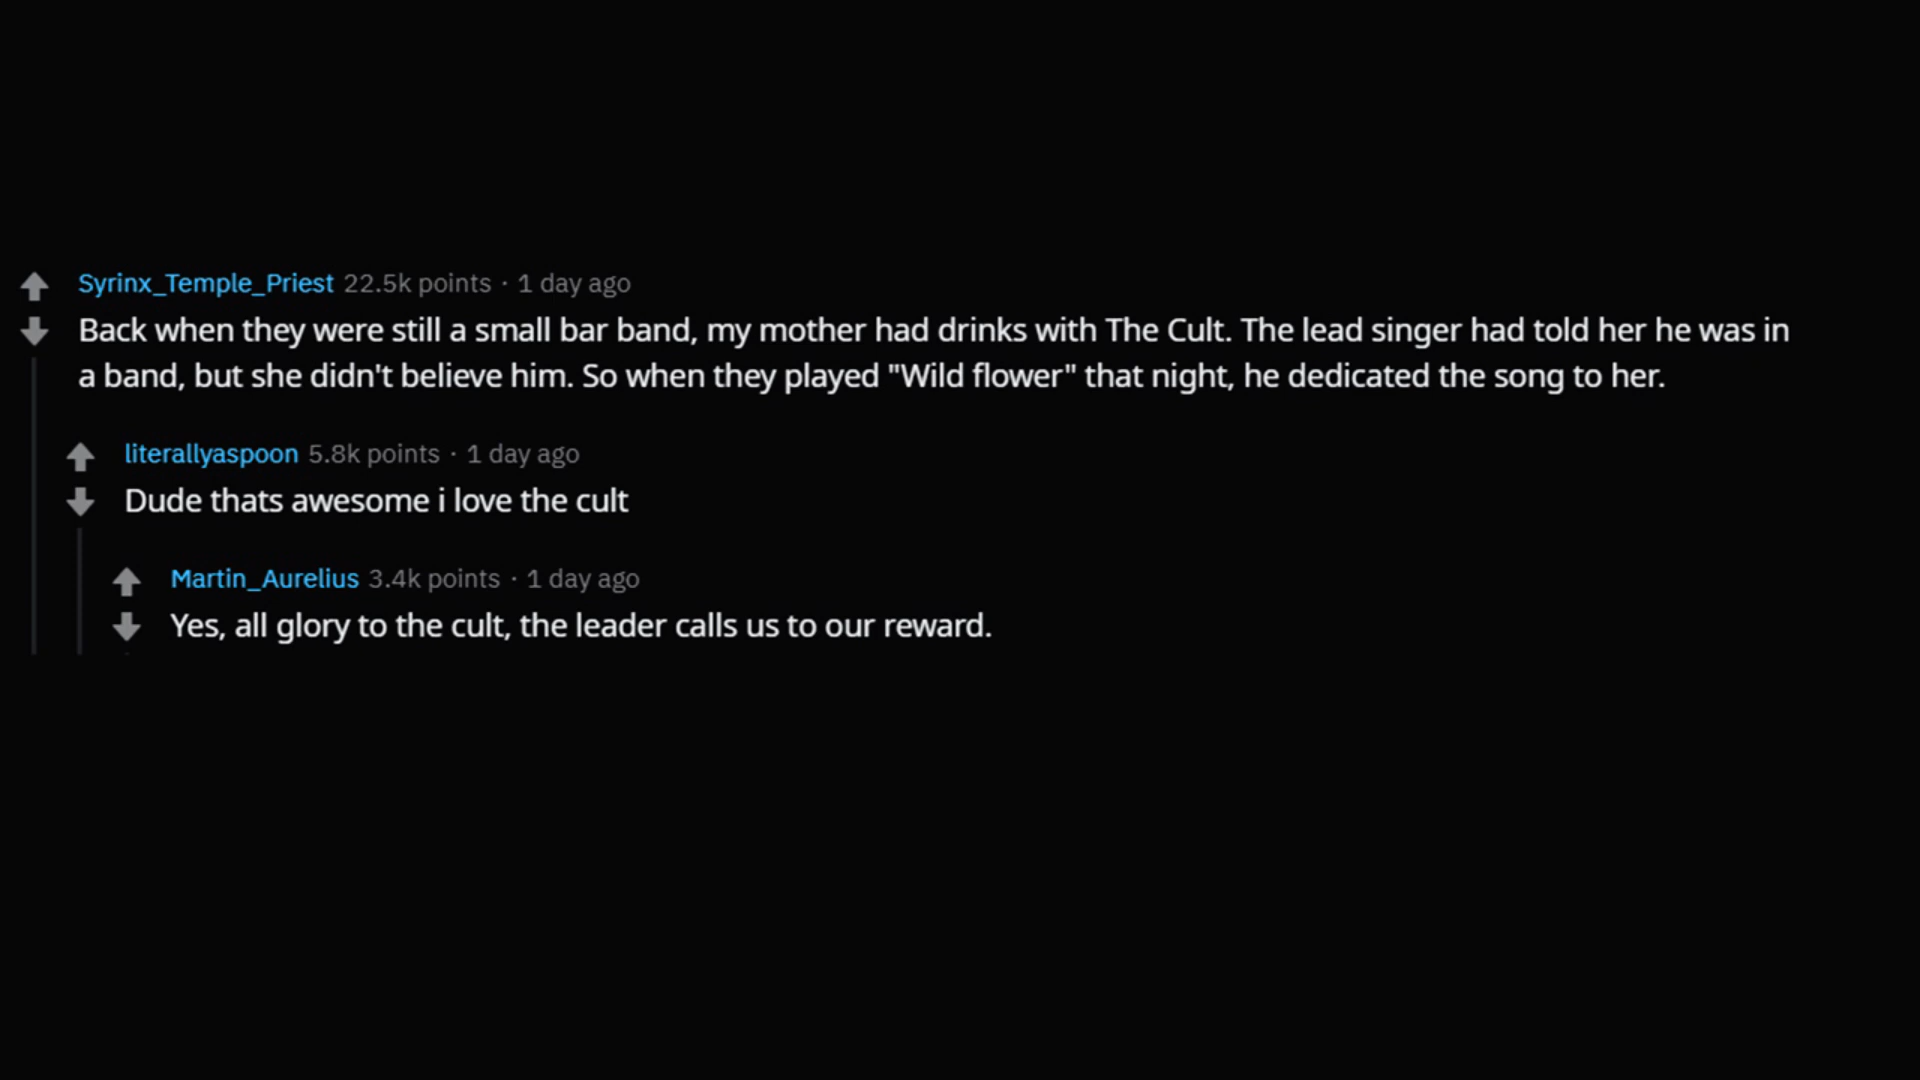 Syrinx_Temple_Priest 22.5k points · 1 day ago
Back when they were still a small bar band, my mother had drinks with The Cult. The lead singer had told her he was in
a band, but she didn't believe him. So when they played "Wild flower" that night, he dedicated the song to her.
literallyaspoon 5.8k points · 1 day ago
Dude thats awesome i love the cult
Martin_Aurelius 3.4k points · 1 day ago
Yes, all glory to the cult, the leader calls us to our reward.